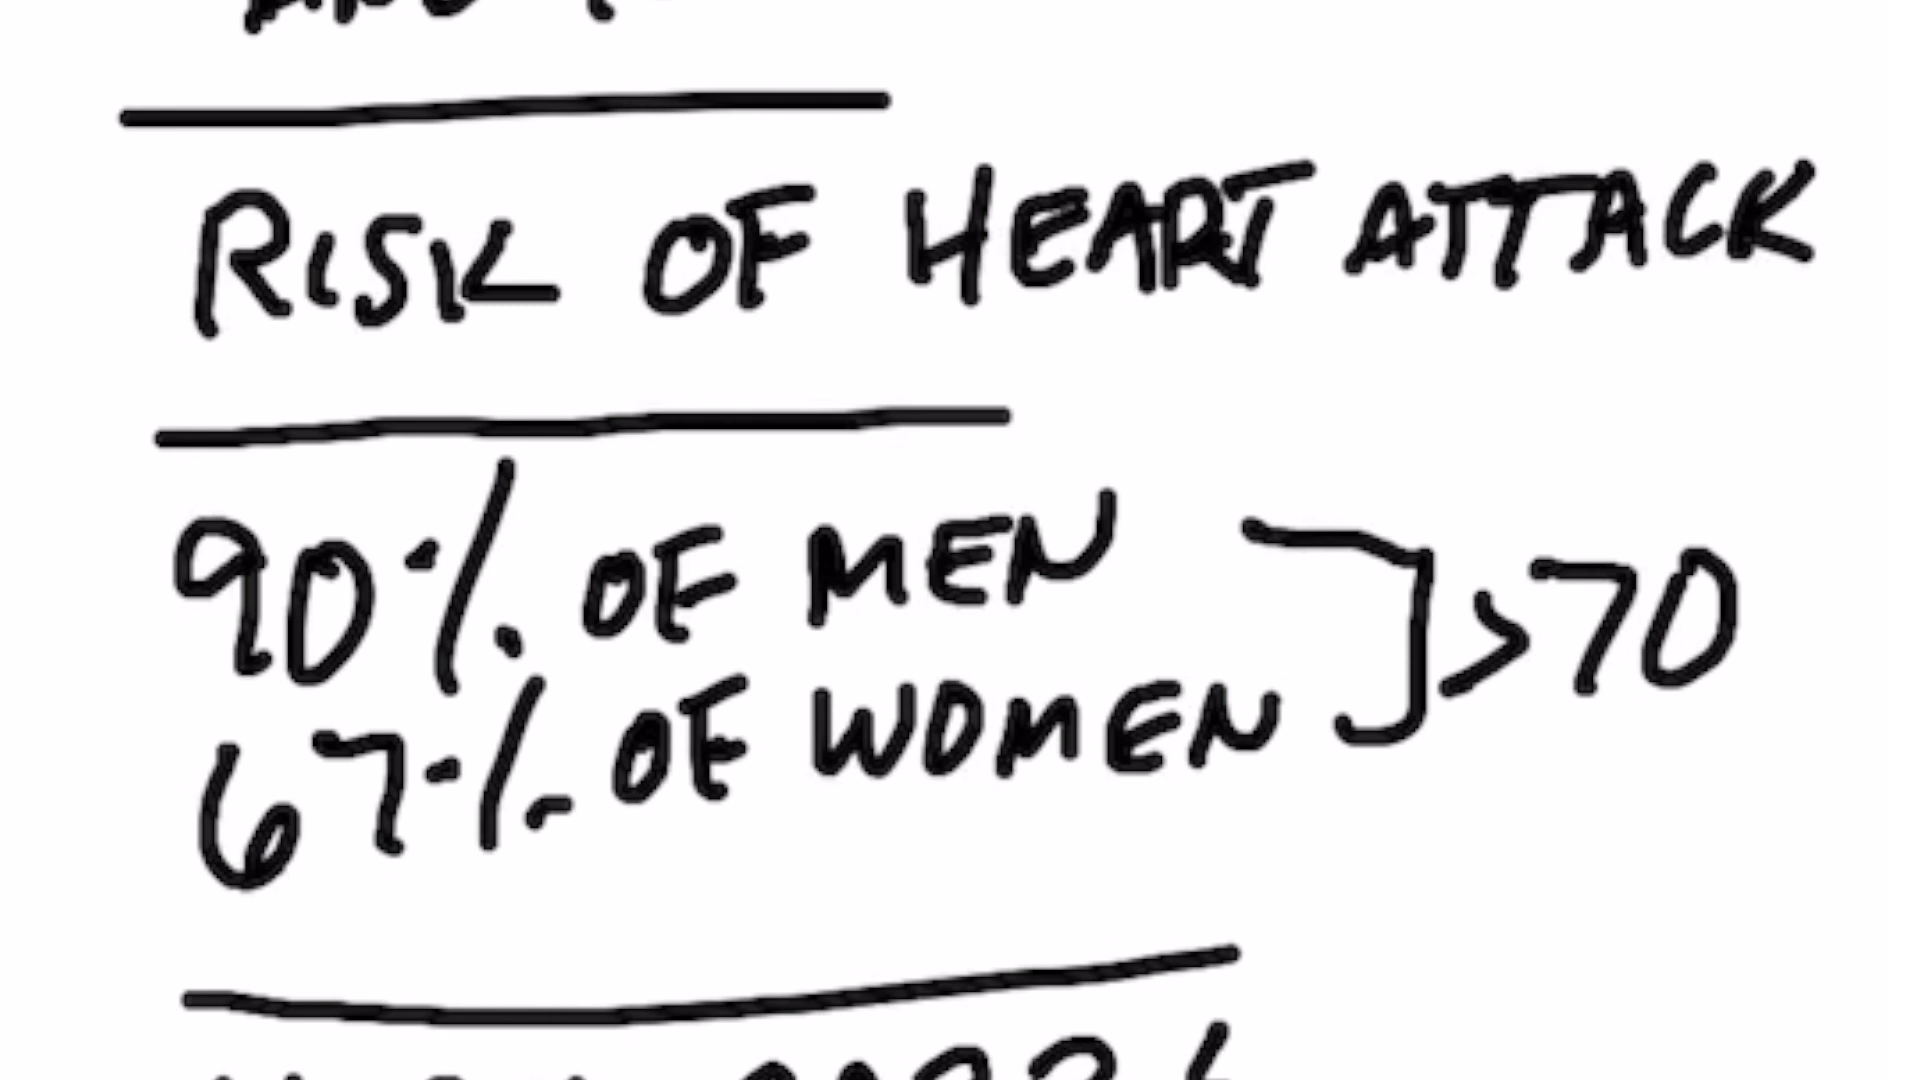 RISK OF HEART ATTACK
90% OF MEN
67% OF WOMEN
>70